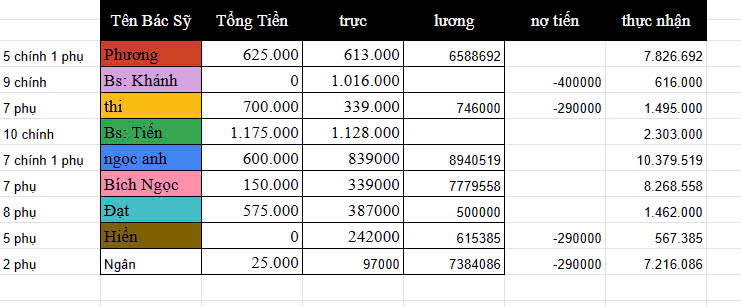 Tên Bác Sỹ Tổng Tiền trực lương nợ tiến thực nhận
5 chính 1 phụ Phương 625.000 613.000 6588692 7.826.692
9 chính Bs: Khánh 0 1.016.000 -400000 616.000
7 phụ thi 700.000 339.000 746000 -290000 1.495.000
10 chính Bs: Tiến 1.175.000 1.128.000 2.303.000
7 chính 1 phụ ngọc anh 600.000 839000 8940519 10.379.519
7 phụ Bích Ngọc 150.000 339000 7779558 8.268.558
8 phụ Đạt 575.000 387000 500000 1.462.000
5 phụ Hiển 0 242000 615385 -290000 567.385
2 phụ Ngân 25.000 97000 7384086 -290000 7.216.086